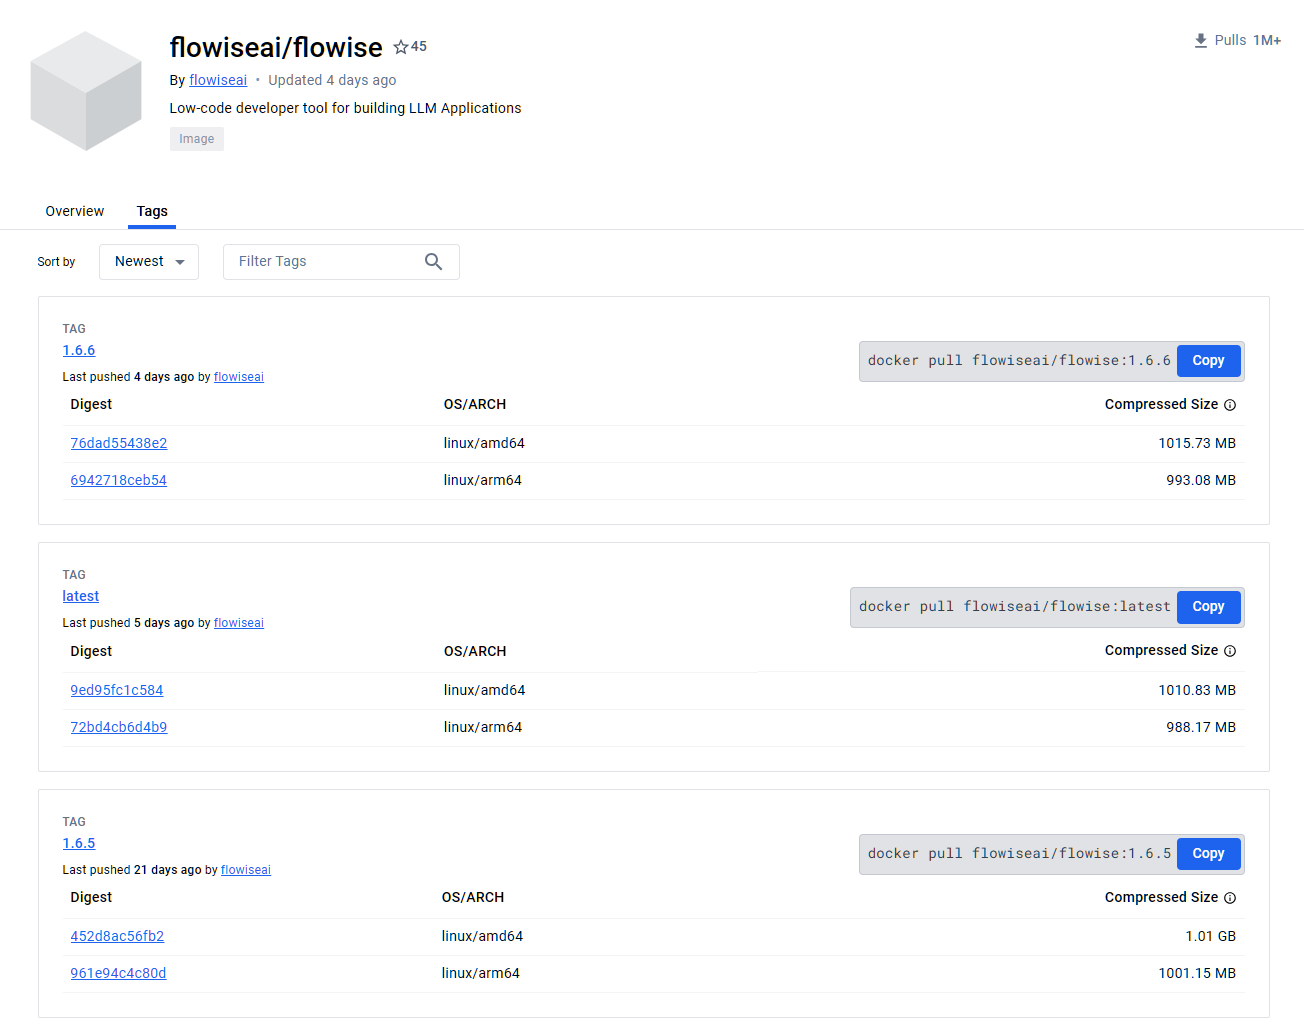 flowiseai/flowise ☆45
Pulls 1M+
By flowiseai • Updated 4 days ago
Low-code developer tool for building LLM Applications
Image
Overview Tags
Sort by Newest Filter Tags
TAG
1.6.6
docker pull flowiseai/flowise:1.6.6 Copy
Last pushed 4 days ago by flowiseai
Digest OS/ARCH Compressed Size
76dad55438e2 linux/amd64 1015.73 MB
6942718ceb54 linux/arm64 993.08 MB
TAG
latest
docker pull flowiseai/flowise:latest Copy
Last pushed 5 days ago by flowiseai
Digest OS/ARCH Compressed Size
9ed95fc1c584 linux/amd64 1010.83 MB
72bd4cb6d4b9 linux/arm64 988.17 MB
TAG
1.6.5
docker pull flowiseai/flowise:1.6.5 Copy
Last pushed 21 days ago by flowiseai
Digest OS/ARCH Compressed Size
452d8ac56fb2 linux/amd64 1.01 GB
961e94c4c80d linux/arm64 1001.15 MB